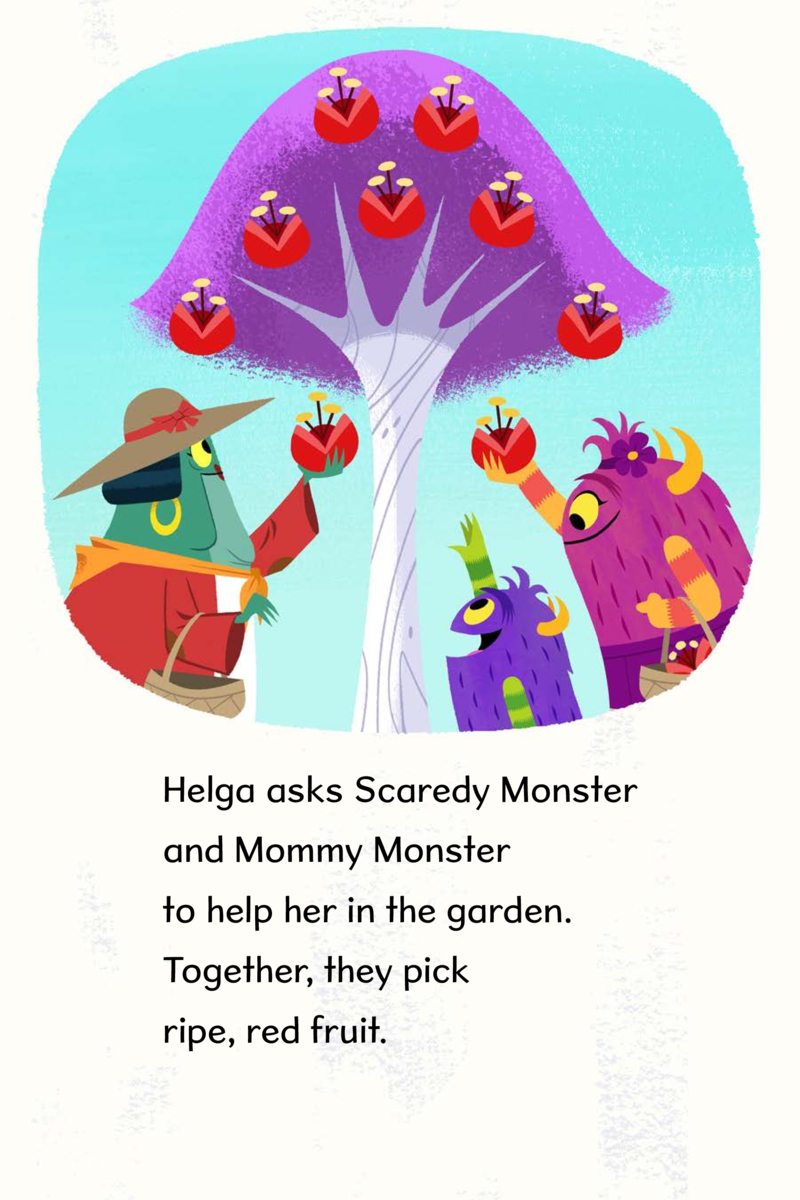 Helga asks Scaredy Monster
and Mommy Monster
to help her in the garden.
Together, they pick
ripe, red fruit.